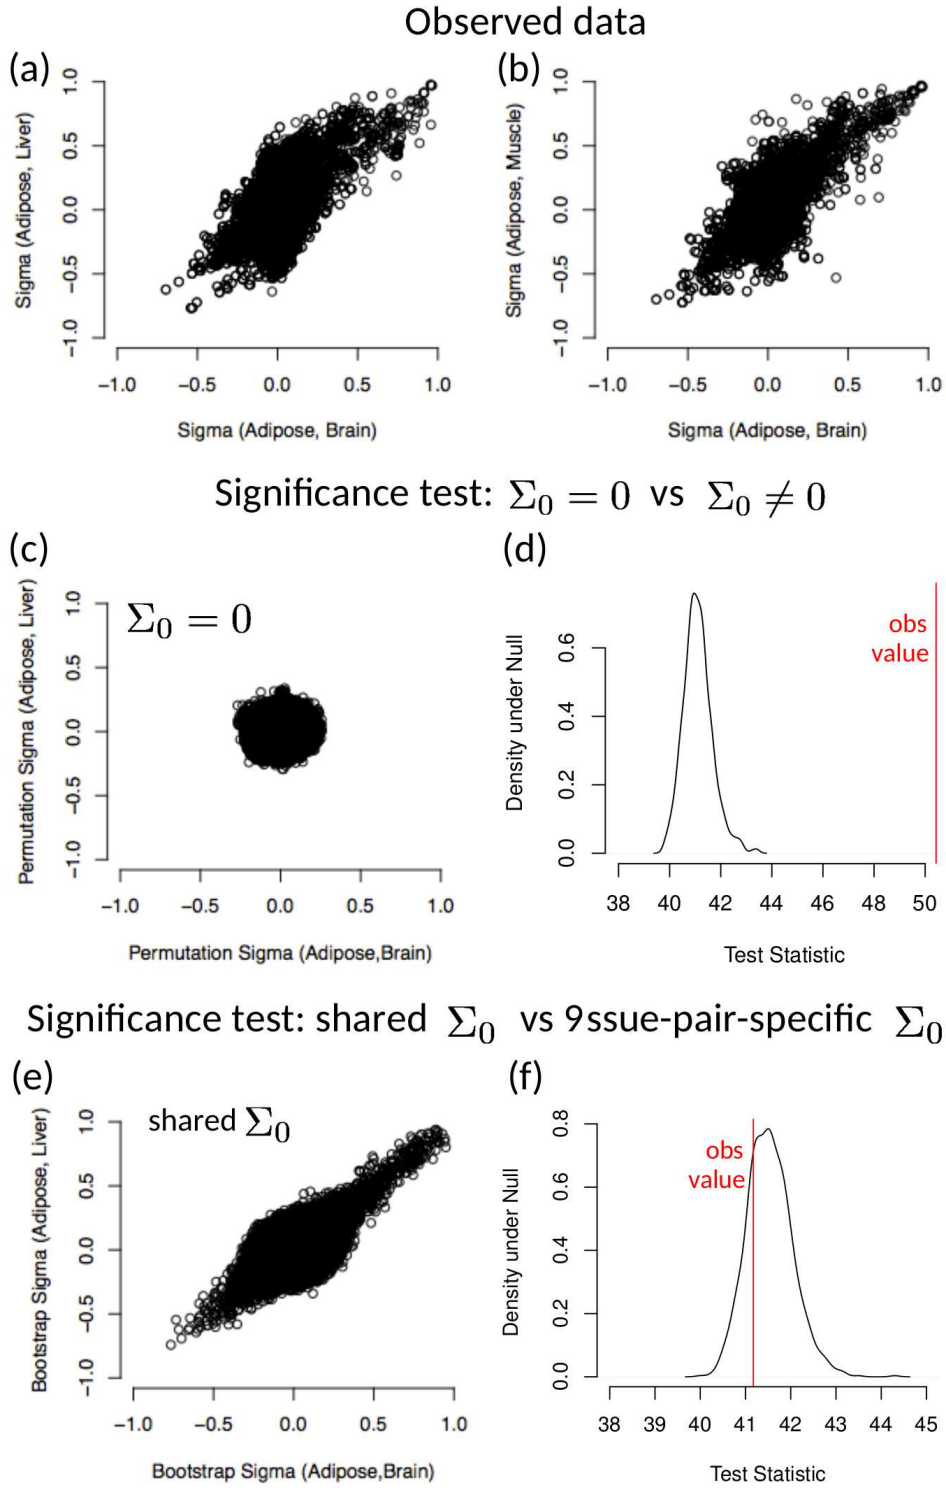 Observed data
(a)
(b)
Sigma (Adipose, Liver)
1.0
0.5
0.0
−0.5
−1.0
−1.0 −0.5 0.0 0.5 1.0
Sigma (Adipose, Brain)
Sigma (Adipose, Muscle)
1.0
0.5
0.0
−0.5
−1.0
−1.0 −0.5 0.0 0.5 1.0
Sigma (Adipose, Brain)
Significance test: Σ₀ = 0 vs Σ₀ ≠ 0
(c)
(d)
Permutation Sigma (Adipose, Liver)
1.0
0.5
0.0
−0.5
−1.0
Σ₀ = 0
−1.0 −0.5 0.0 0.5 1.0
Permutation Sigma (Adipose,Brain)
Density under Null
0.6
0.4
0.2
0.0
obs
value
38 40 42 44 46 48 50
Test Statistic
Significance test: shared Σ₀ vs 9ssue-pair-specific Σ₀
(e)
(f)
Bootstrap Sigma (Adipose, Liver)
1.0
0.5
0.0
−0.5
−1.0
shared Σ₀
−1.0 −0.5 0.0 0.5 1.0
Bootstrap Sigma (Adipose,Brain)
Density under Null
0.8
0.6
0.4
0.2
0.0
obs
value
38 39 40 41 42 43 44 45
Test Statistic